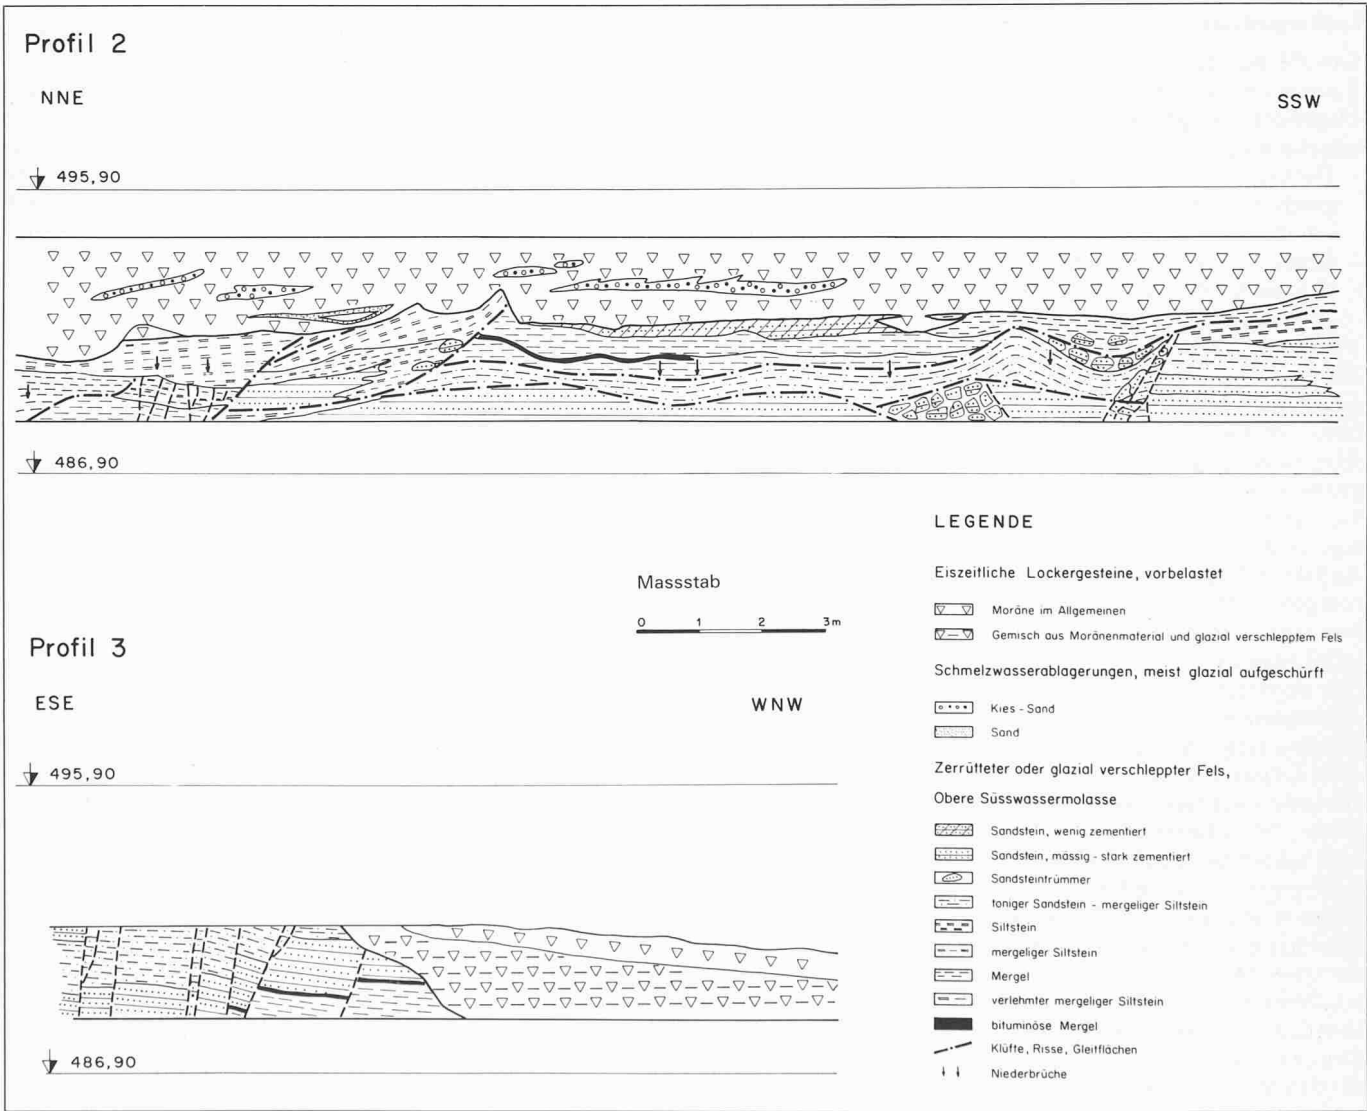 Profil 2
NNE
SSW
495,90
486,90
Massstab
0 1 2 3m
Profil 3
ESE
WNW
495,90
486,90
LEGENDE
Eiszeitliche Lockergesteine, vorbelastet
Moräne im Allgemeinen
Gemisch aus Moränenmaterial und glazial verschlepptem Fels
Schmelzwasserablagerungen, meist glazial aufgeschürft
Kies - Sand
Sand
Zerrütteter oder glazial verschleppter Fels,
Obere Süsswassermolasse
Sandstein, wenig zementiert
Sandstein, mässig - stark zementiert
Sandsteintrümmer
toniger Sandstein - mergeliger Siltstein
Siltstein
mergeliger Siltstein
Mergel
verlehmter mergeliger Siltstein
bituminöse Mergel
Klüfte, Risse, Gleitflächen
Niederbrüche